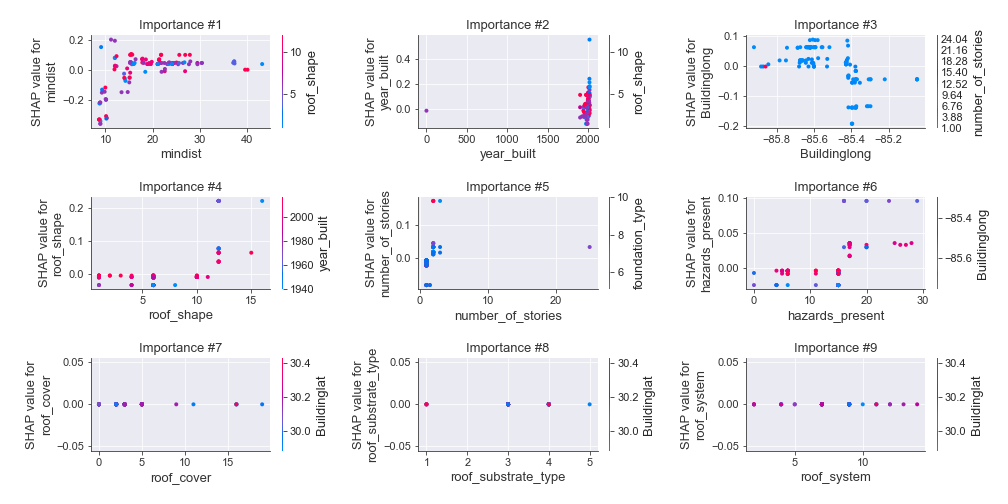 Importance #1
Importance #2
Importance #3
SHAP value for
mindist
0.2
0.0
−0.2
10
20
30
40
mindist
10
5
roof_shape
SHAP value for
year_built
0.4
0.2
0.0
0
500
1000
1500
2000
year_built
10
5
roof_shape
SHAP value for
Buildinglong
0.1
0.0
−0.1
−0.2
−85.8
−85.6
−85.4
−85.2
Buildinglong
24.04
21.16
18.28
15.40
12.52
9.64
6.76
3.88
1.00
number_of_stories
Importance #4
Importance #5
Importance #6
SHAP value for
roof_shape
0.2
0.1
0.0
5
10
15
roof_shape
2000
1980
1960
1940
year_built
SHAP value for
number_of_stories
0.1
0.0
0
10
20
number_of_stories
10
8
6
foundation_type
SHAP value for
hazards_present
0.10
0.05
0.00
0
10
20
30
hazards_present
−85.4
−85.6
Buildinglong
Importance #7
Importance #8
Importance #9
SHAP value for
roof_cover
0.05
0.00
−0.05
0
5
10
15
roof_cover
30.4
30.2
30.0
Buildinglat
SHAP value for
roof_substrate_type
0.05
0.00
−0.05
1
2
3
4
5
roof_substrate_type
30.4
30.2
30.0
Buildinglat
SHAP value for
roof_system
0.05
0.00
−0.05
5
10
roof_system
30.4
30.2
30.0
Buildinglat